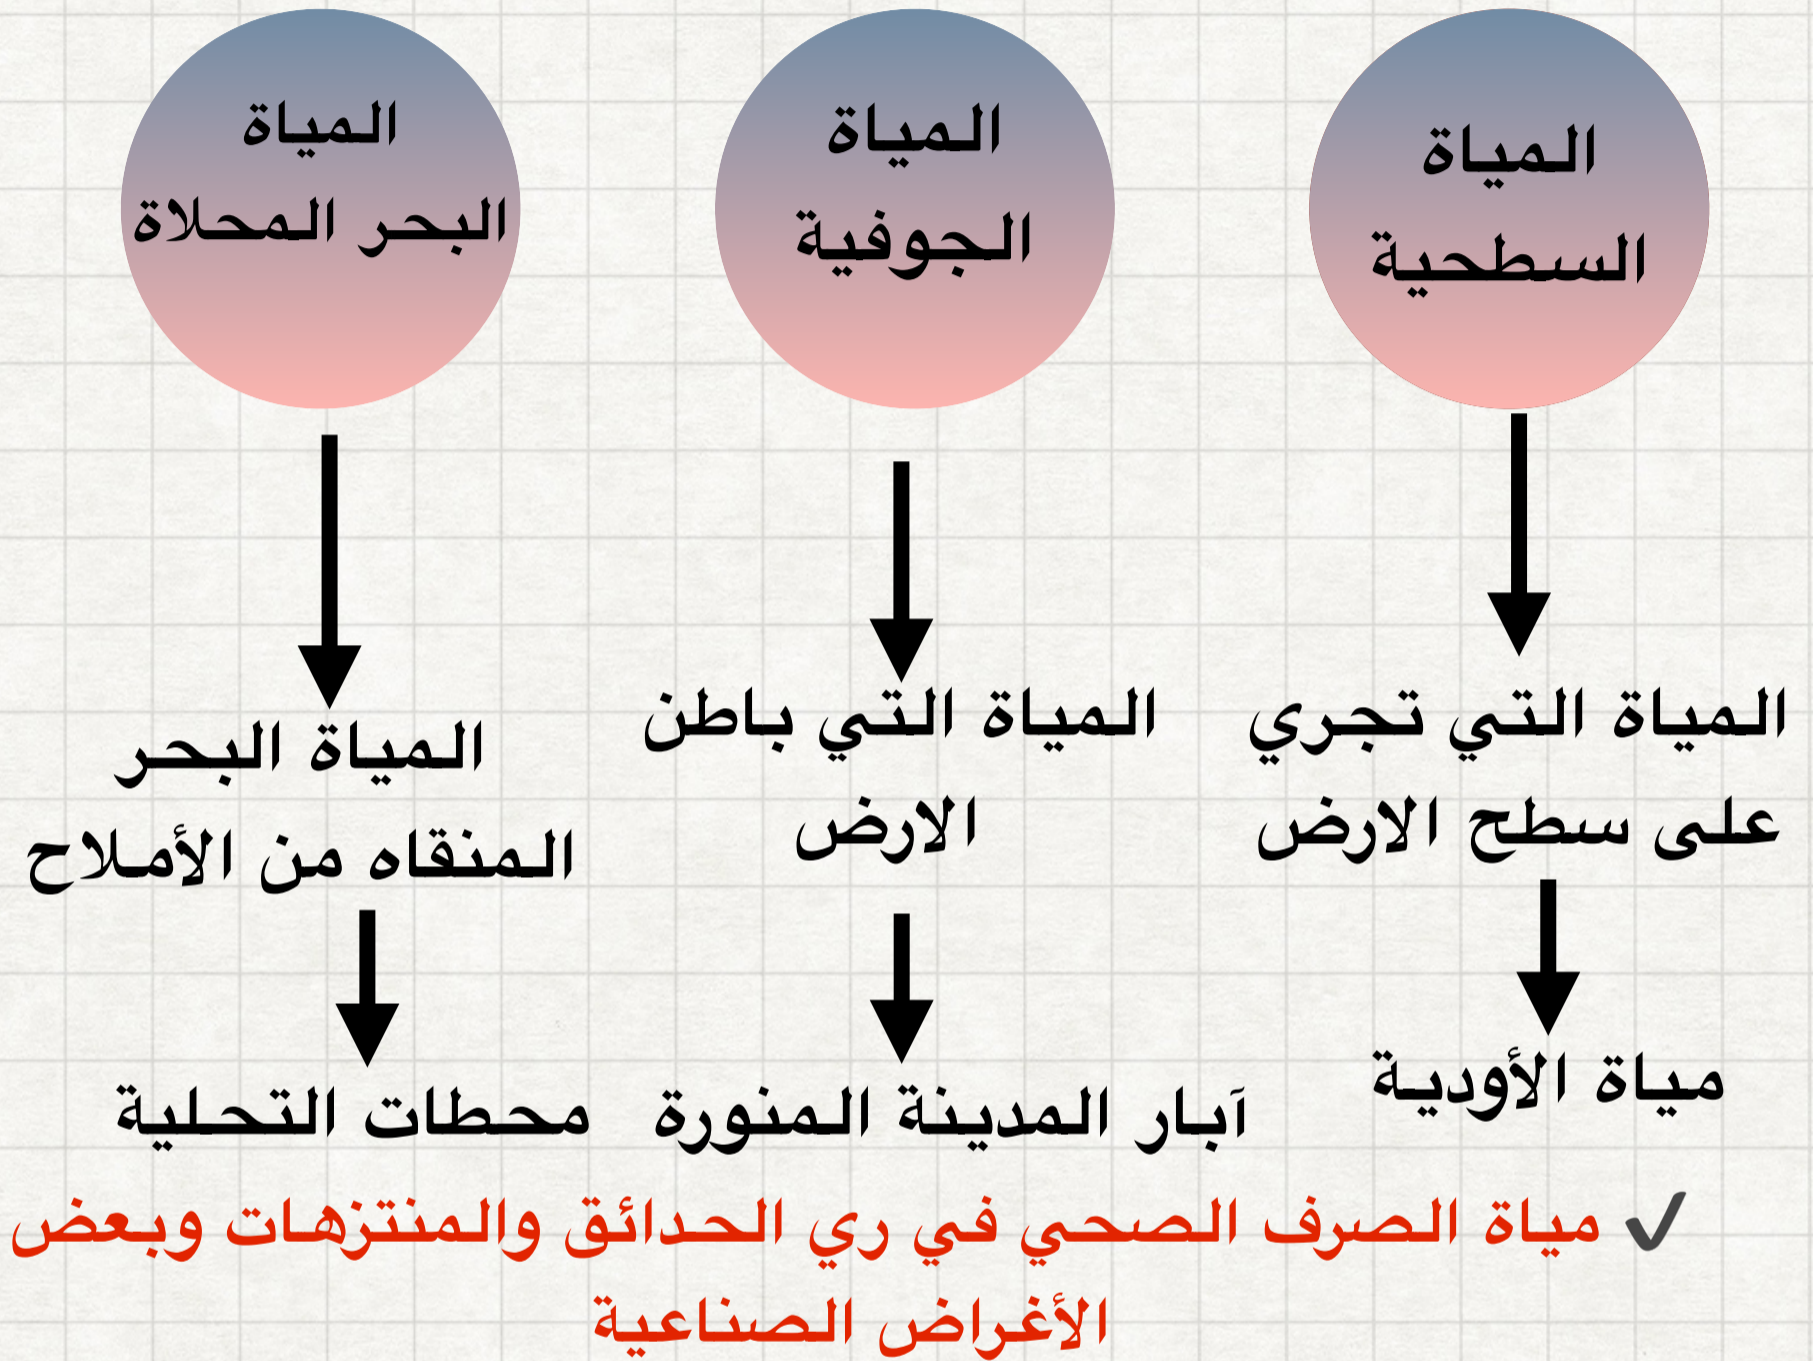 المياة
السطحية
المياة
الجوفية
المياة
البحر المحلاة
المياة التي تجري
على سطح الارض
المياة التي باطن
الارض
المياة البحر
المنقاه من الأملاح
مياة الأودية
آبار المدينة المنورة
محطات التحلية
✓ مياة الصرف الصحي في ري الحدائق والمنتزهات وبعض
الأغراض الصناعية